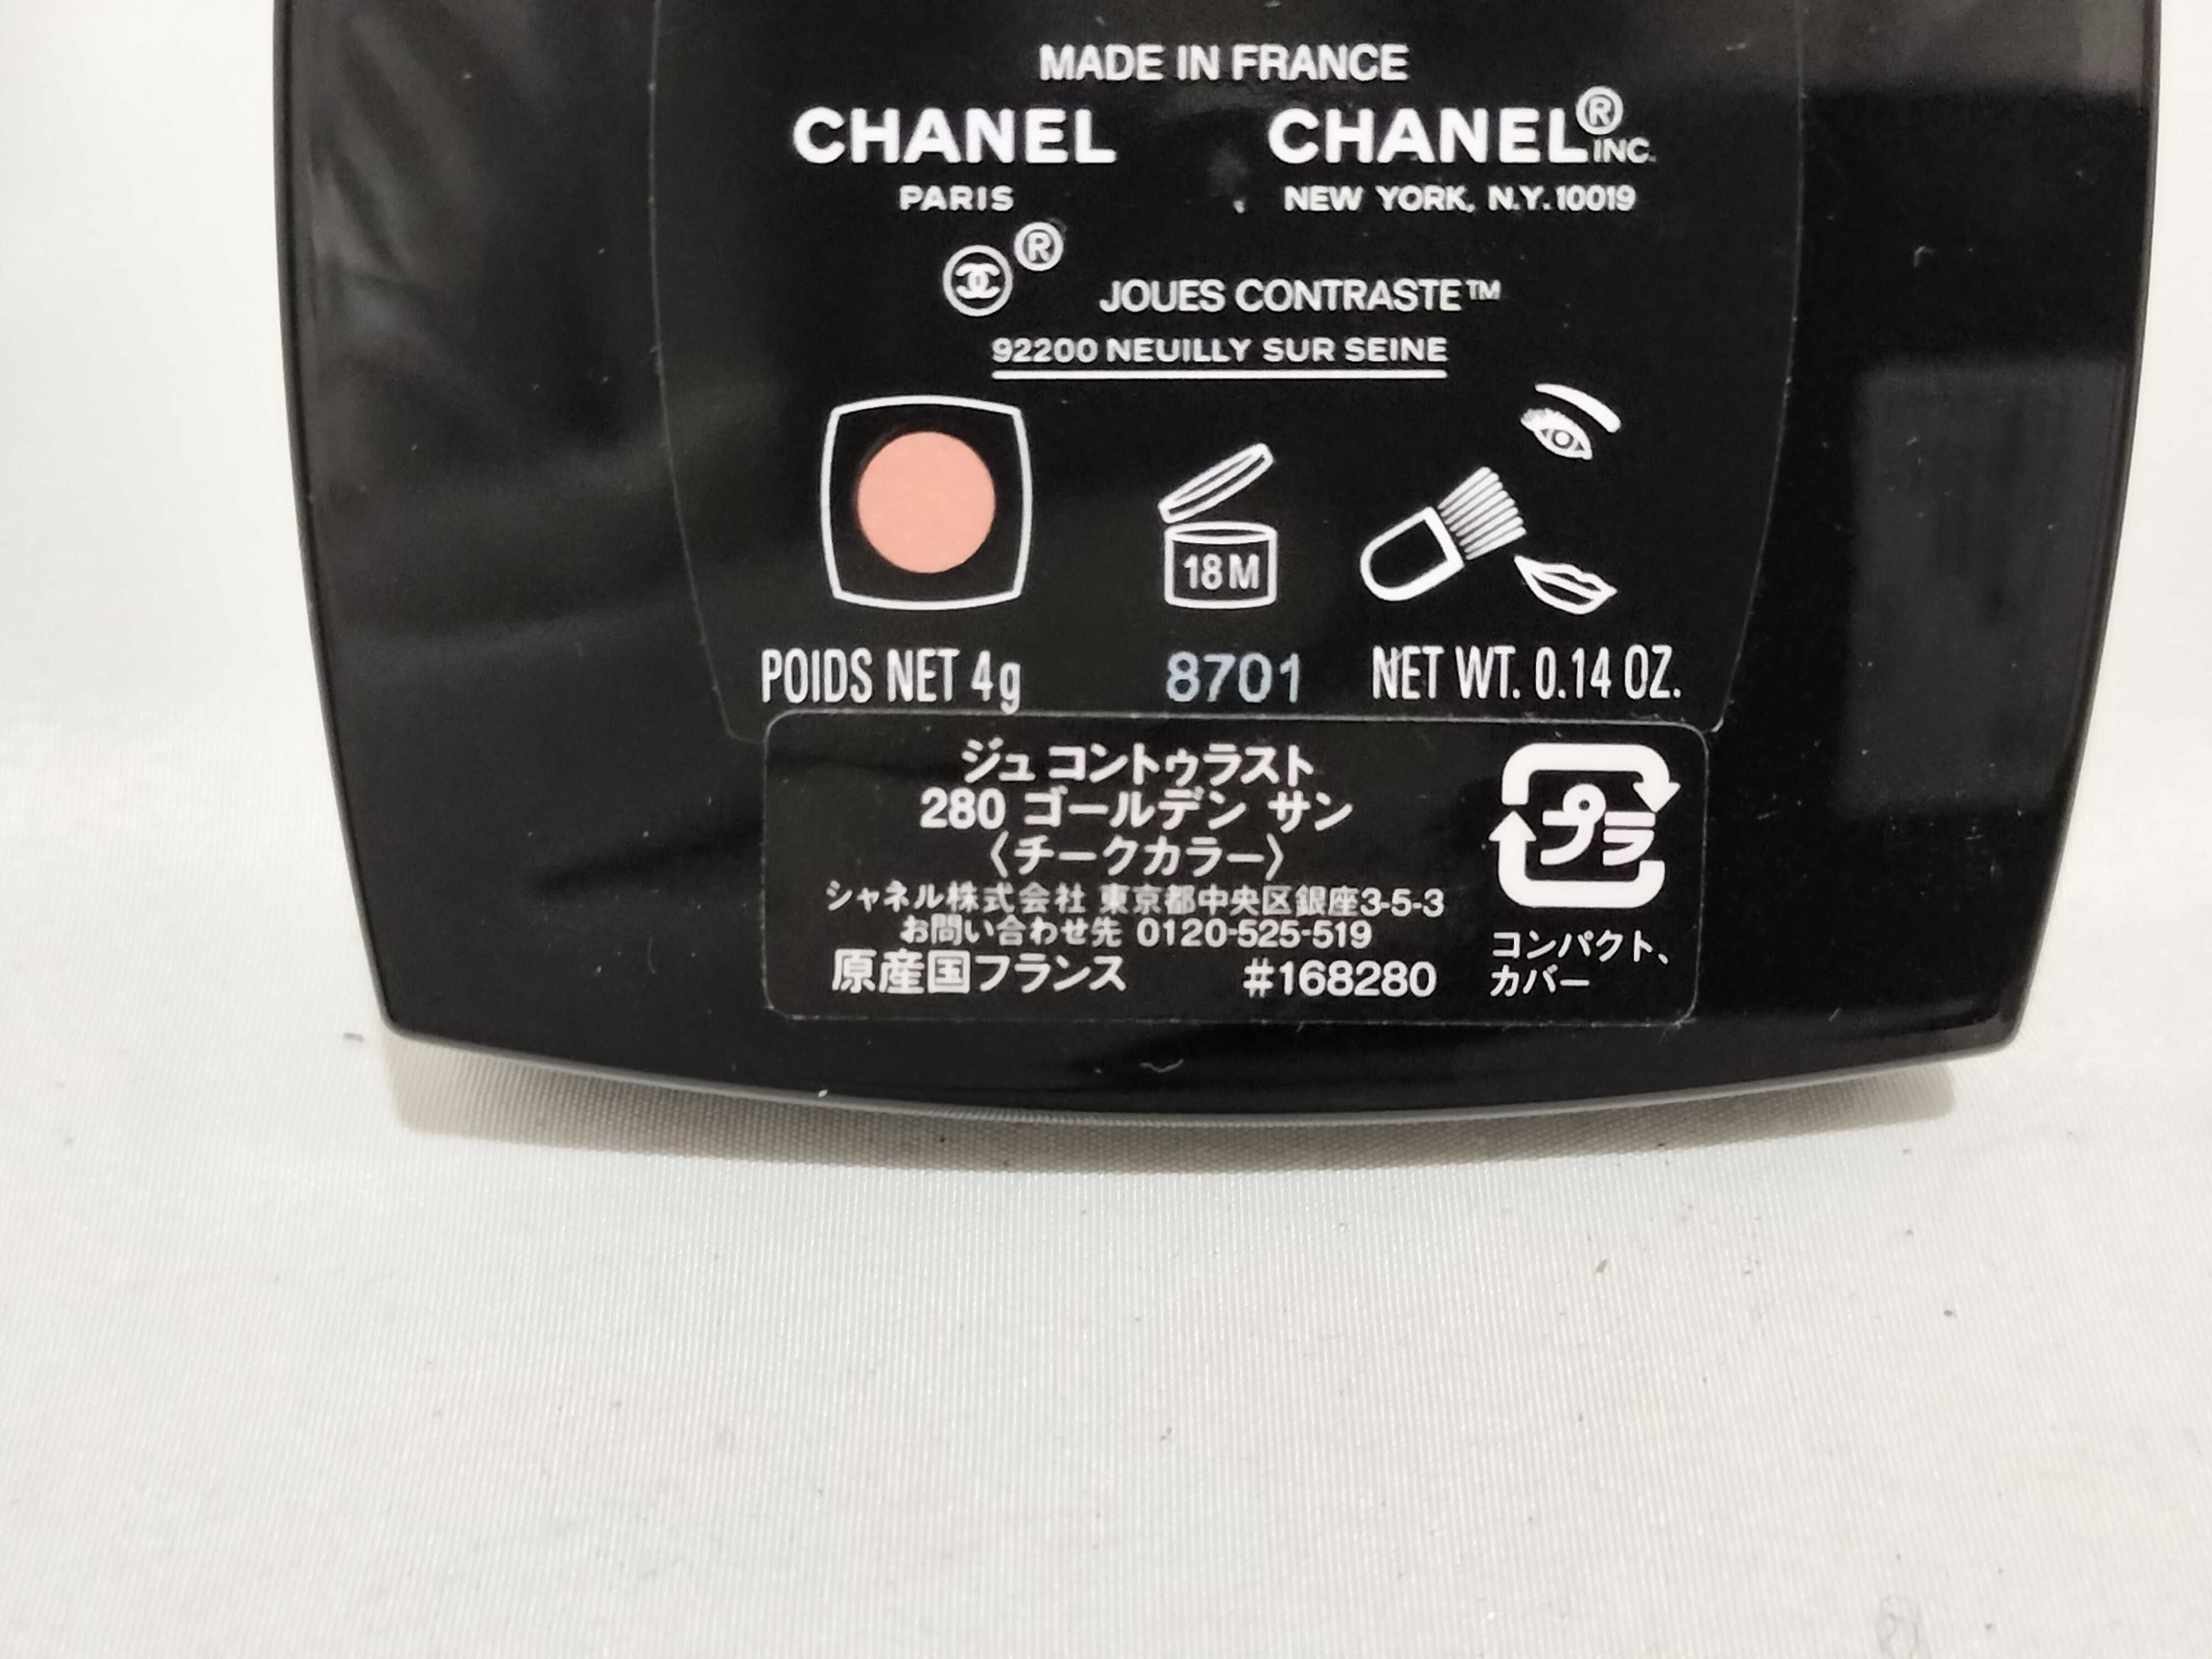 MADE IN FRANCE
CHANEL CHANEL® INC.
PARIS NEW YORK, N.Y. 10019
® JOUES CONTRASTE™
92200 NEUILLY SUR SEINE
18M
POIDS NET 4g 8701 NET WT. 0.14 OZ.
ジュ コントゥラスト
280 ゴールデン サン
〈チークカラー〉
シャネル株式会社 東京都中央区銀座3-5-3
お問い合わせ先 0120-525-519
原産国フランス #168280
プラ
コンパクト、
カバー